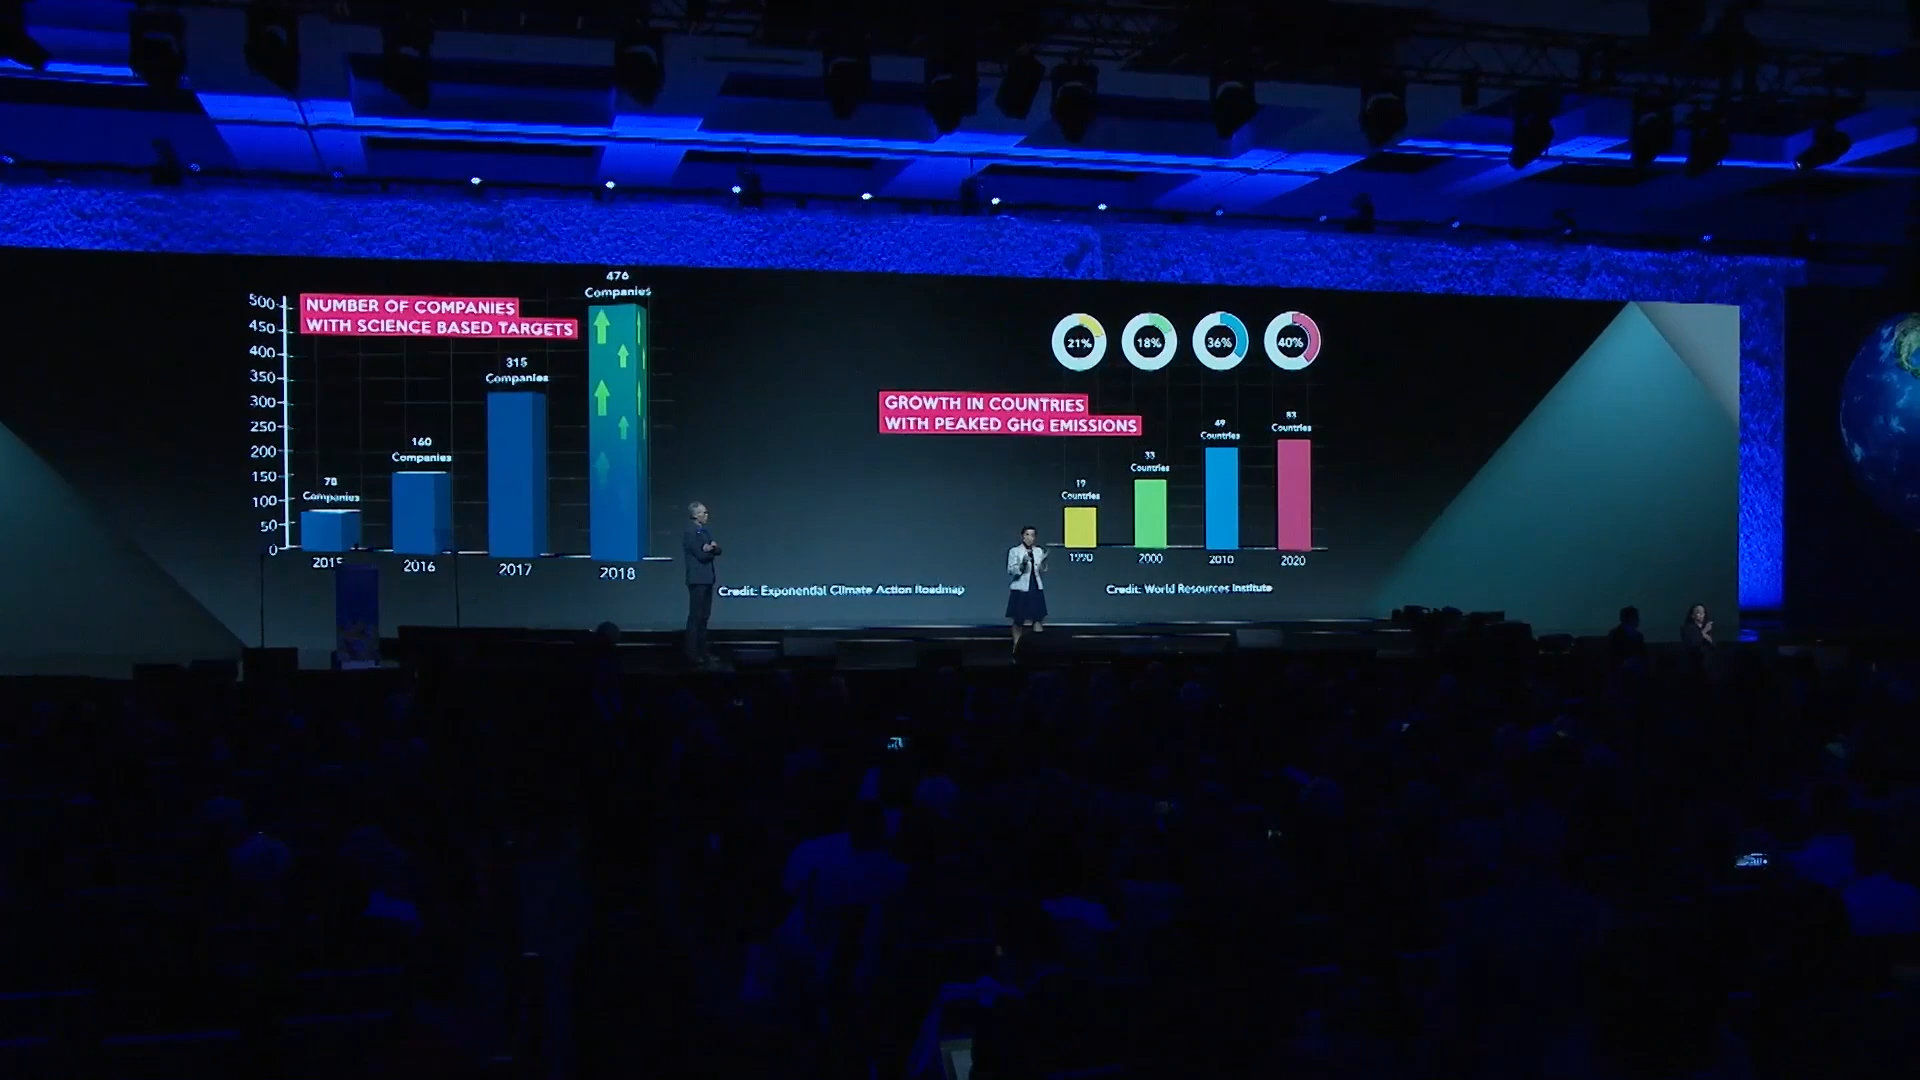 NUMBER OF COMPANIES
WITH SCIENCE BASED TARGETS
500
450
400
350
300
250
200
150
100
50
0
78
Companies
160
Companies
315
Companies
476
Companies
2015
2016
2017
2018
Credit: Exponential Climate Action Roadmap
21%
18%
36%
40%
GROWTH IN COUNTRIES
WITH PEAKED GHG EMISSIONS
19
Countries
33
Countries
49
Countries
53
Countries
1990
2000
2010
2020
Credit: World Resources Institute